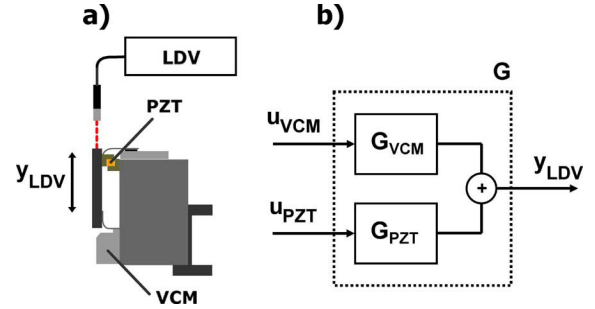 a)
LDV
PZT
y_LDV
VCM
b)
G
u_VCM
G_VCM
y_LDV
+
u_PZT
G_PZT